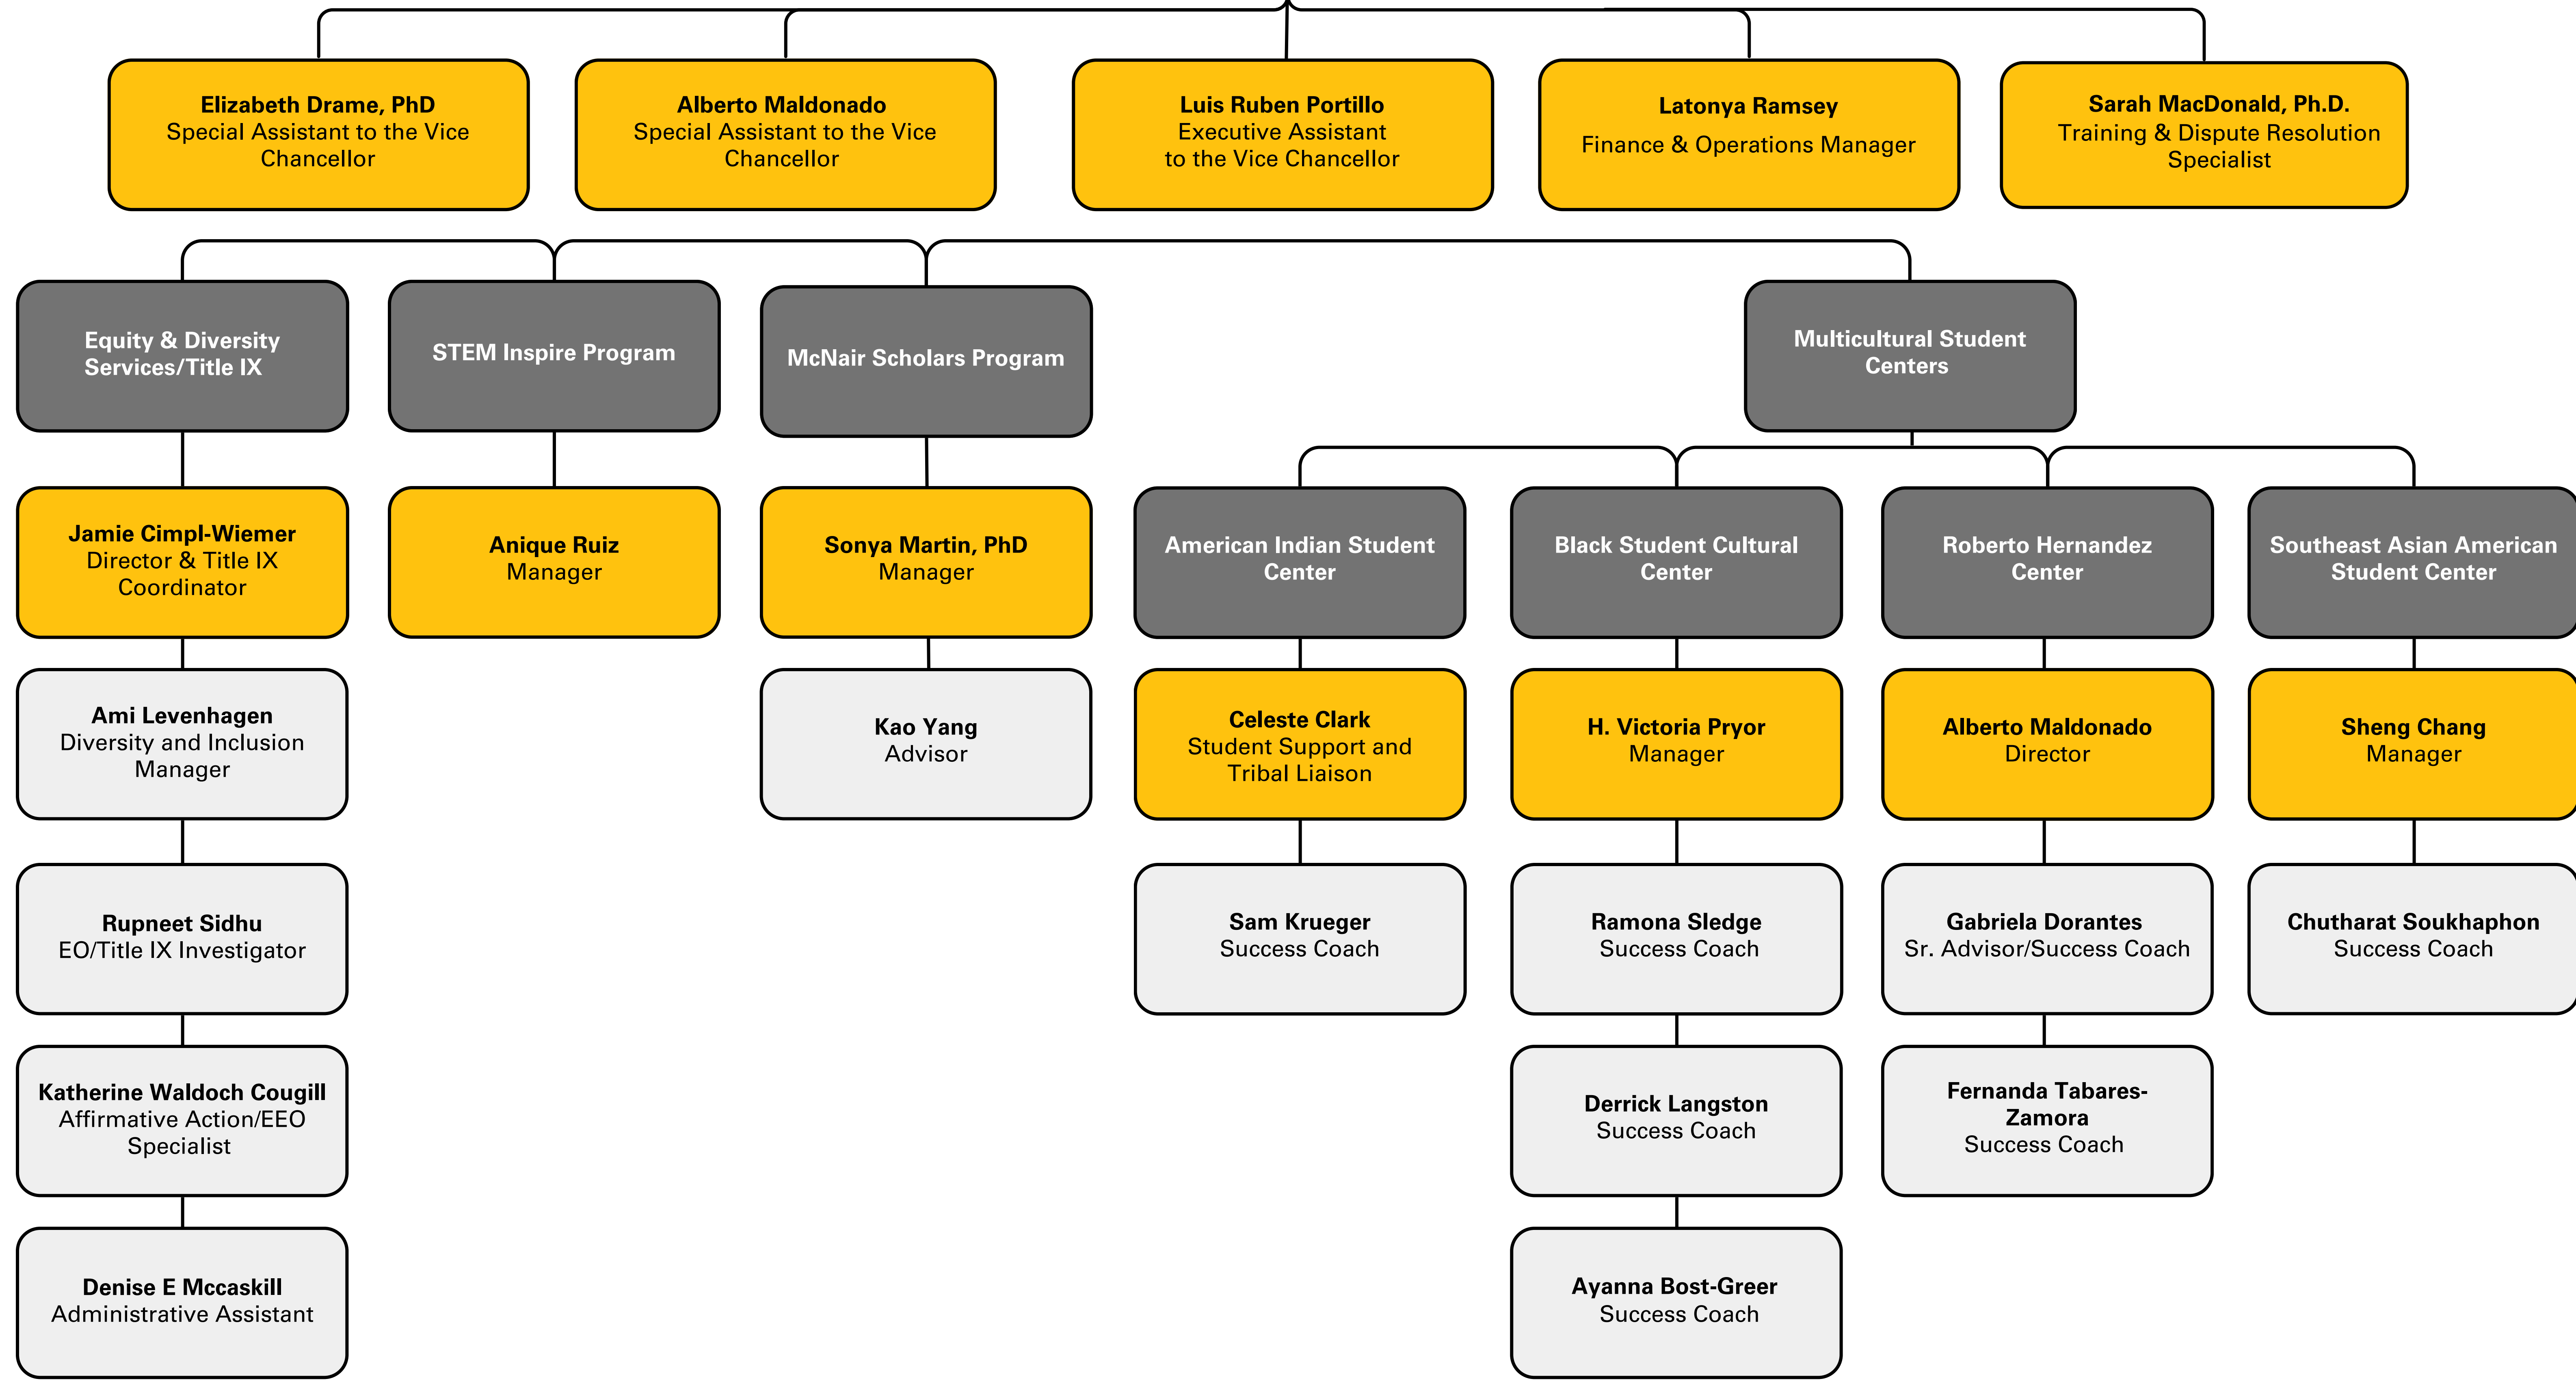 Elizabeth Drame, PhD
Special Assistant to the Vice
Chancellor
Alberto Maldonado
Special Assistant to the Vice
Chancellor
Luis Ruben Portillo
Executive Assistant
to the Vice Chancellor
Latonya Ramsey
Finance & Operations Manager
Sarah MacDonald, Ph.D.
Training & Dispute Resolution
Specialist
Equity & Diversity
Services/Title IX
STEM Inspire Program
McNair Scholars Program
Multicultural Student
Centers
Jamie Cimpl-Wiemer
Director & Title IX
Coordinator
Anique Ruiz
Manager
Sonya Martin, PhD
Manager
American Indian Student
Center
Black Student Cultural
Center
Roberto Hernandez
Center
Southeast Asian American
Student Center
Ami Levenhagen
Diversity and Inclusion
Manager
Kao Yang
Advisor
Celeste Clark
Student Support and
Tribal Liaison
H. Victoria Pryor
Manager
Alberto Maldonado
Director
Sheng Chang
Manager
Rupneet Sidhu
EO/Title IX Investigator
Sam Krueger
Success Coach
Ramona Sledge
Success Coach
Gabriela Dorantes
Sr. Advisor/Success Coach
Chutharat Soukhaphon
Success Coach
Katherine Waldoch Cougill
Affirmative Action/EEO
Specialist
Derrick Langston
Success Coach
Fernanda Tabares-
Zamora
Success Coach
Denise E Mccaskill
Administrative Assistant
Ayanna Bost-Greer
Success Coach